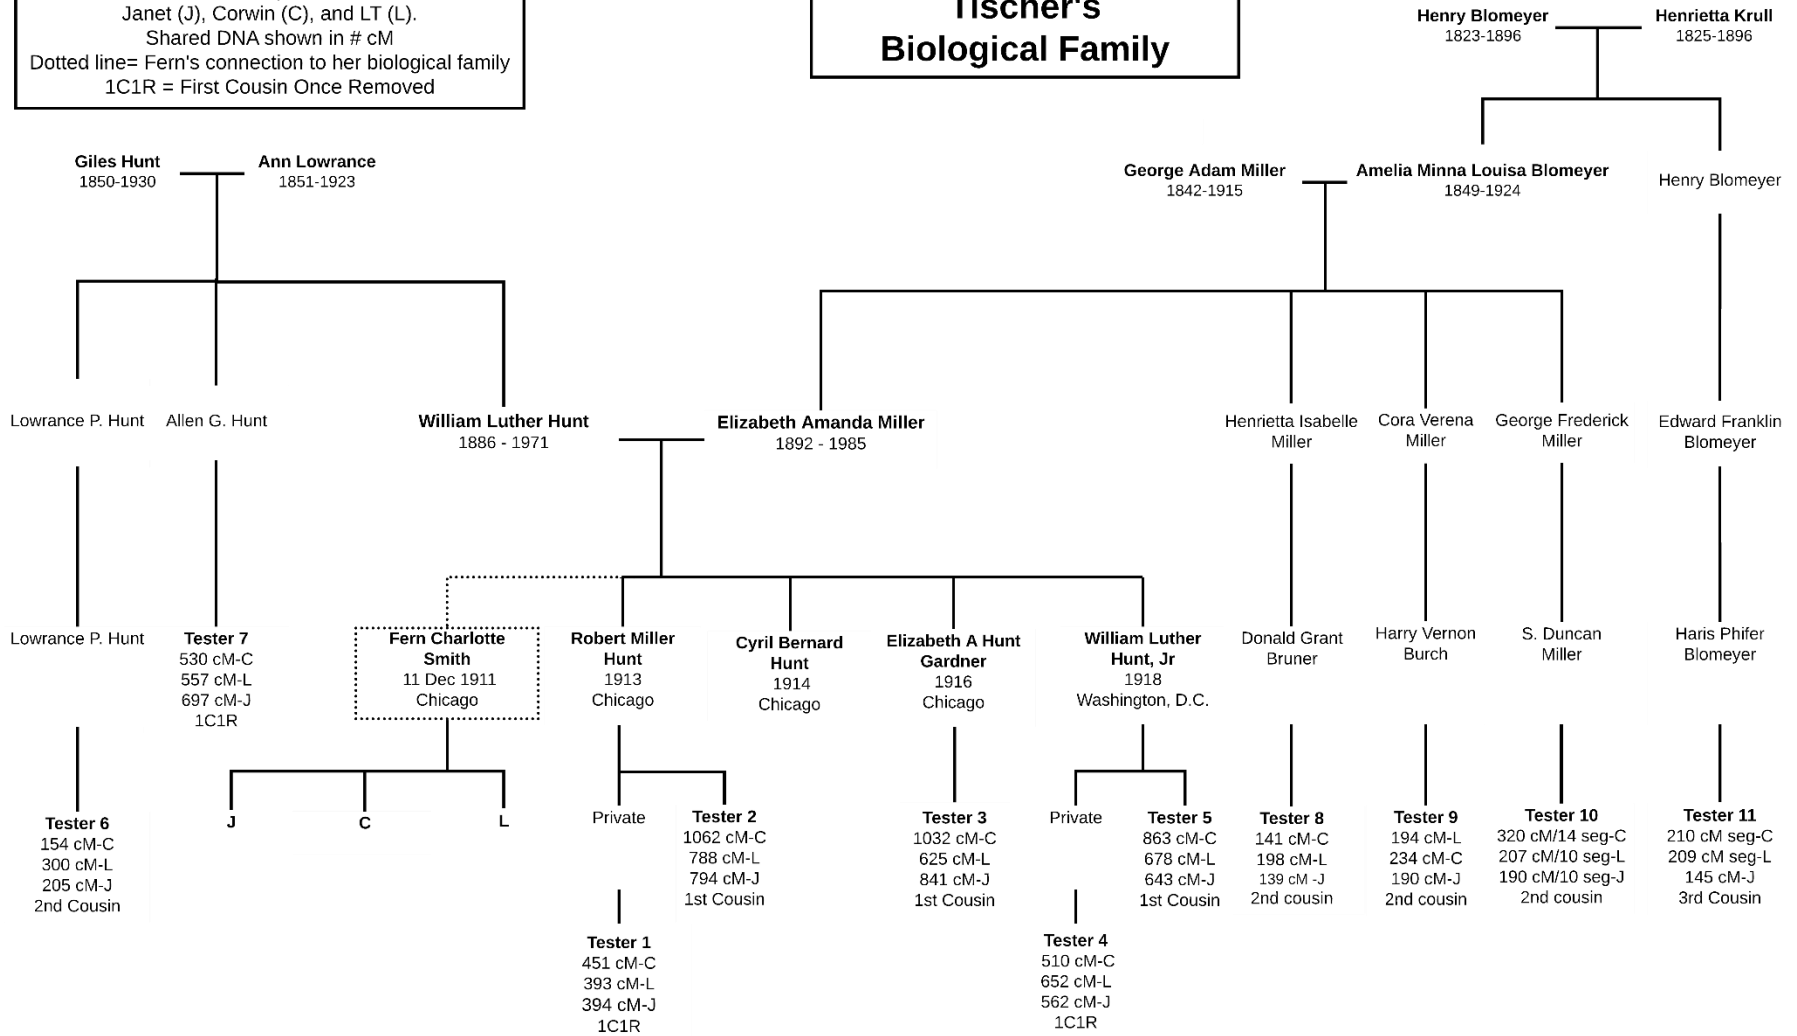 Janet (J), Corwin (C), and LT (L).
Shared DNA shown in # cM
Dotted line= Fern's connection to her biological family
1C1R = First Cousin Once Removed
Tischer's
Biological Family
Henry Blomeyer
1823-1896
Henrietta Krull
1825-1896
Giles Hunt
1850-1930
Ann Lowrance
1851-1923
George Adam Miller
1842-1915
Amelia Minna Louisa Blomeyer
1849-1924
Henry Blomeyer
Lowrance P. Hunt
Allen G. Hunt
William Luther Hunt
1886 - 1971
Elizabeth Amanda Miller
1892 - 1985
Henrietta Isabelle
Miller
Cora Verena
Miller
George Frederick
Miller
Edward Franklin
Blomeyer
Lowrance P. Hunt
Tester 7
530 cM-C
557 cM-L
697 cM-J
1C1R
Fern Charlotte
Smith
11 Dec 1911
Chicago
Robert Miller
Hunt
1913
Chicago
Cyril Bernard
Hunt
1914
Chicago
Elizabeth A Hunt
Gardner
1916
Chicago
William Luther
Hunt, Jr
1918
Washington, D.C.
Donald Grant
Bruner
Harry Vernon
Burch
S. Duncan
Miller
Haris Phifer
Blomeyer
Tester 6
154 cM-C
300 cM-L
205 cM-J
2nd Cousin
J
C
L
Private
Tester 2
1062 cM-C
788 cM-L
794 cM-J
1st Cousin
Tester 3
1032 cM-C
625 cM-L
841 cM-J
1st Cousin
Private
Tester 5
863 cM-C
678 cM-L
643 cM-J
1st Cousin
Tester 8
141 cM-C
198 cM-L
139 cM -J
2nd cousin
Tester 9
194 cM-L
234 cM-C
190 cM-J
2nd cousin
Tester 10
320 cM/14 seg-C
207 cM/10 seg-L
190 cM/10 seg-J
2nd cousin
Tester 11
210 cM seg-C
209 cM seg-L
145 cM-J
3rd Cousin
Tester 1
451 cM-C
393 cM-L
394 cM-J
1C1R
Tester 4
510 cM-C
652 cM-L
562 cM-J
1C1R